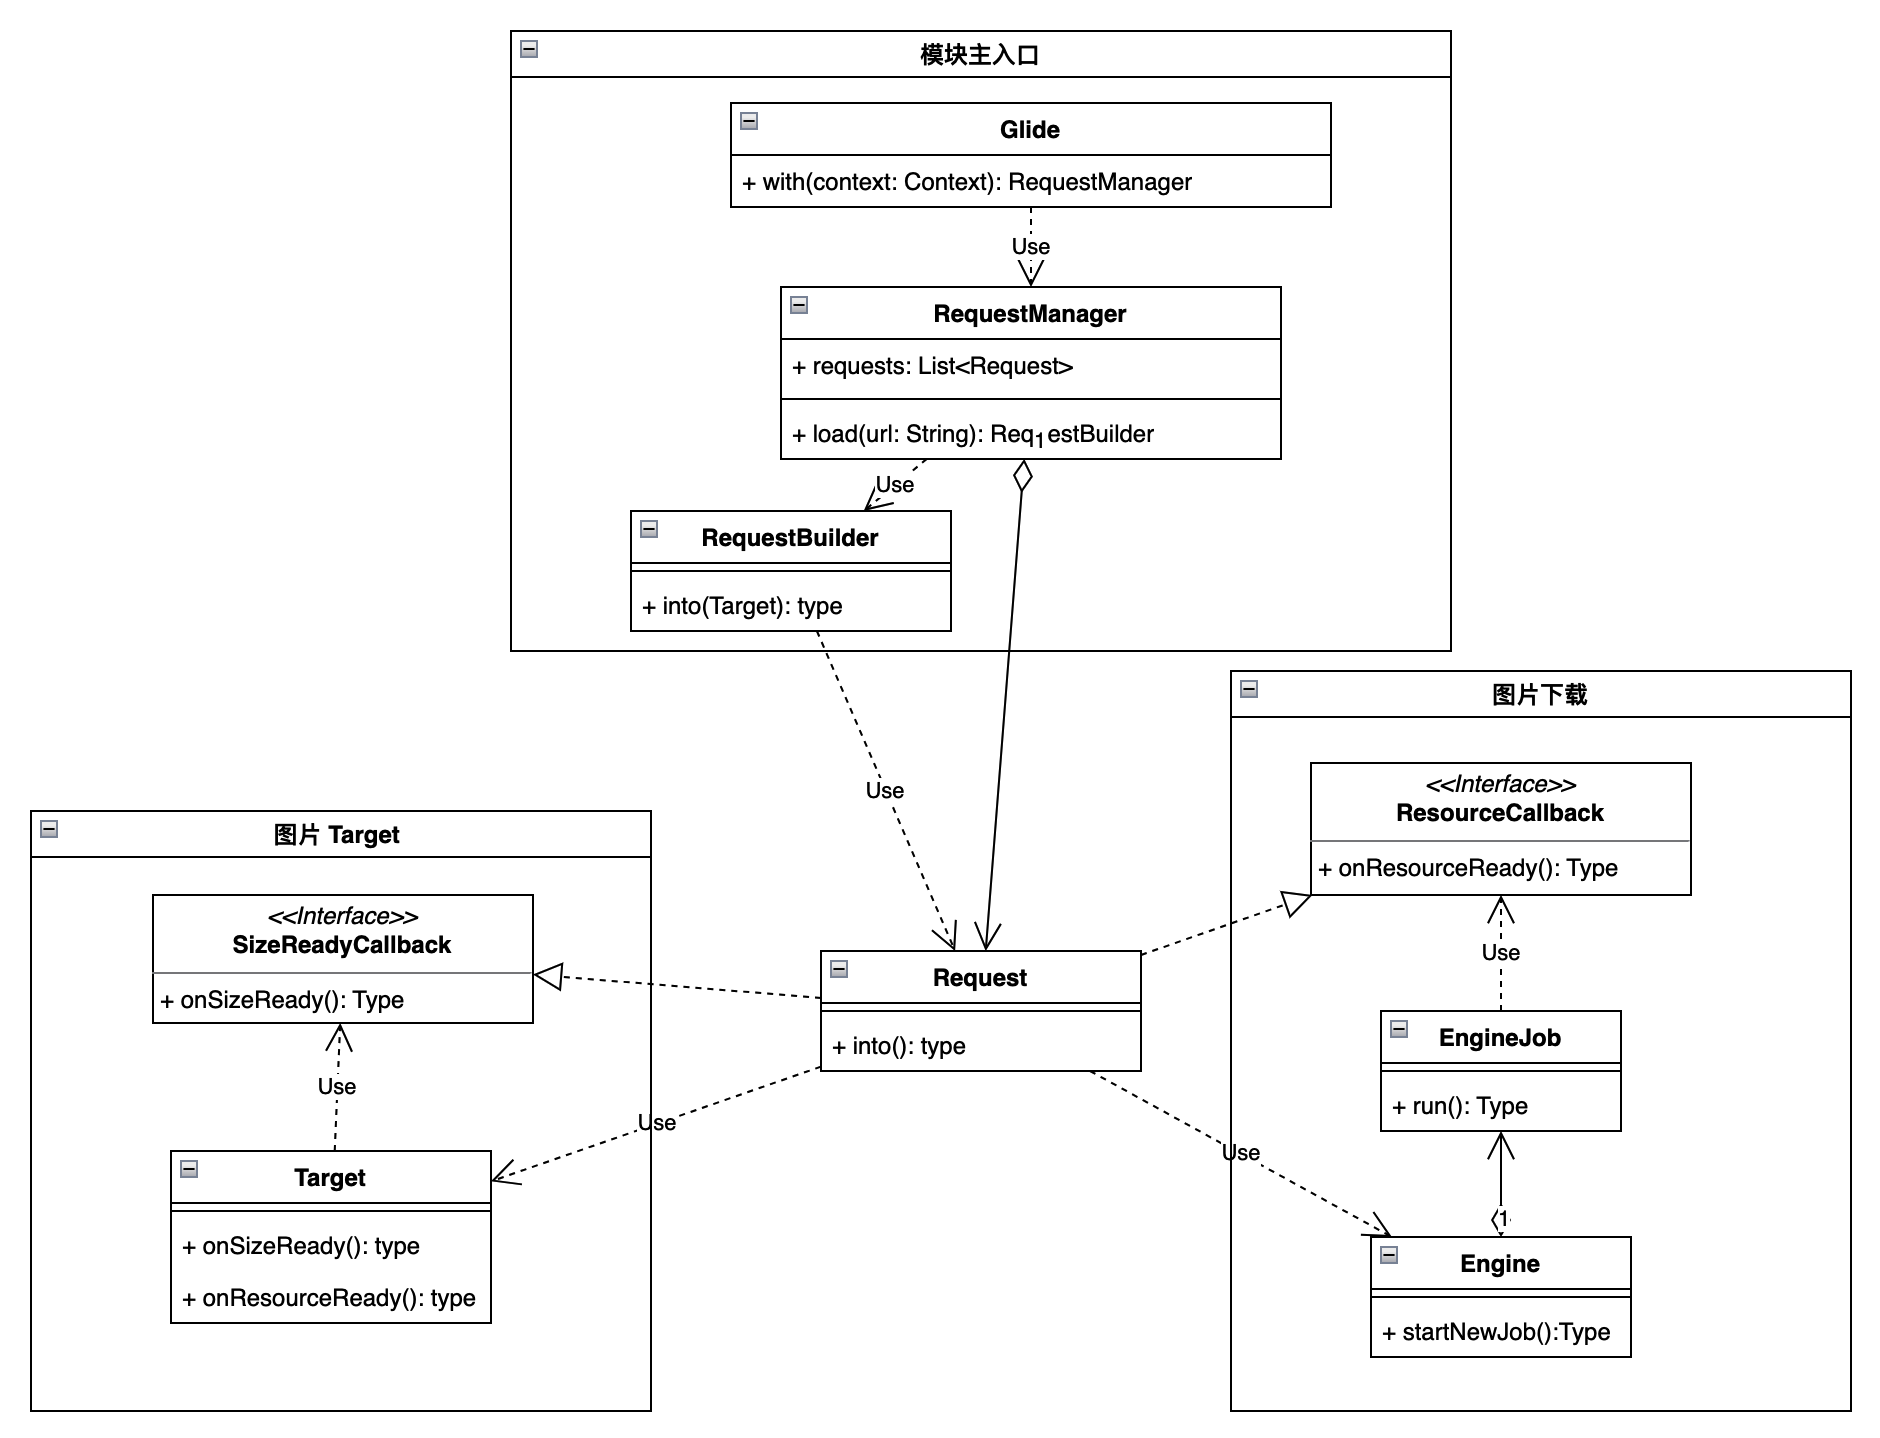 模块主入口
Glide
+ with(context: Context): RequestManager
Use
RequestManager
+ requests: List<Request>
+ load(url: String): Req1estBuilder
Use
RequestBuilder
+ into(Target): type
Use
图片 Target
<<Interface>>
SizeReadyCallback
+ onSizeReady(): Type
Use
Target
+ onSizeReady(): type
+ onResourceReady(): type
Request
+ into(): type
Use
Use
图片下载
<<Interface>>
ResourceCallback
+ onResourceReady(): Type
Use
EngineJob
+ run(): Type
1
Engine
+ startNewJob():Type